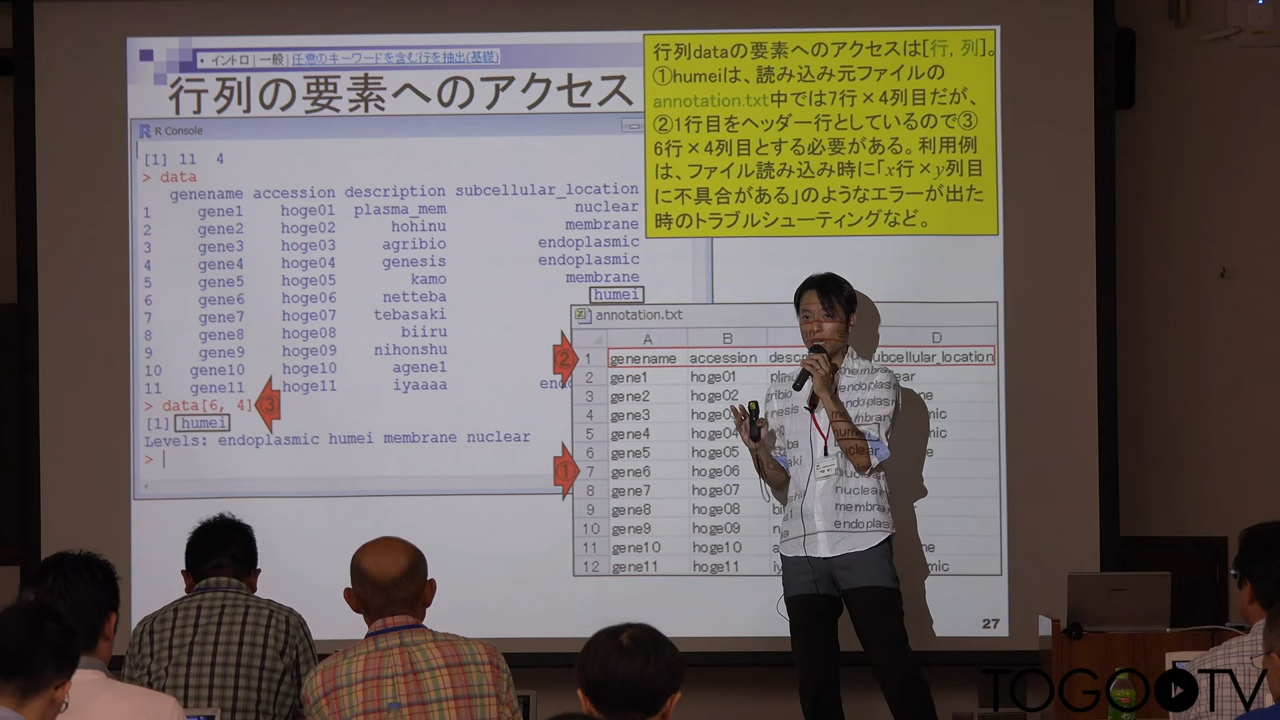 • イントロ | 一般 | 任意のキーワードを含む行を抽出(基礎)
行列の要素へのアクセス
行列dataの要素へのアクセスは[行, 列]。
①humeiは、読み込み元ファイルの
annotation.txt中では7行×4列目だが、
②1行目をヘッダー行としているので③
6行×4列目とする必要がある。利用例
は、ファイル読み込み時に「x行×y列目
に不具合がある」のようなエラーが出た
時のトラブルシューティングなど。
R Console
[1] 11 4
> data
genename accession description subcellular_location
1 gene1 hoge01 plasma_mem nuclear
2 gene2 hoge02 hohinu membrane
3 gene3 hoge03 agribio endoplasmic
4 gene4 hoge04 genesis endoplasmic
5 gene5 hoge05 kamo membrane
6 gene6 hoge06 netteba humei
7 gene7 hoge07 tebasaki
8 gene8 hoge08 biiru
9 gene9 hoge09 nihonshu
10 gene10 hoge10 agene1
11 gene11 hoge11 iyaaaa
> data[6, 4]
③
[1] humei
Levels: endoplasmic humei membrane nuclear
>
annotation.txt
A B D
② 1 genename accession subcellular_location
2 gene1 hoge01
3 gene2 hoge02
4 gene3
5 gene4
6 gene5 hoge05
① 7 gene6 hoge06
8 gene7 hoge07
9 gene8 hoge08
10 gene9 hoge09
11 gene10 hoge10
12 gene11 hoge11
27
TOGOTV